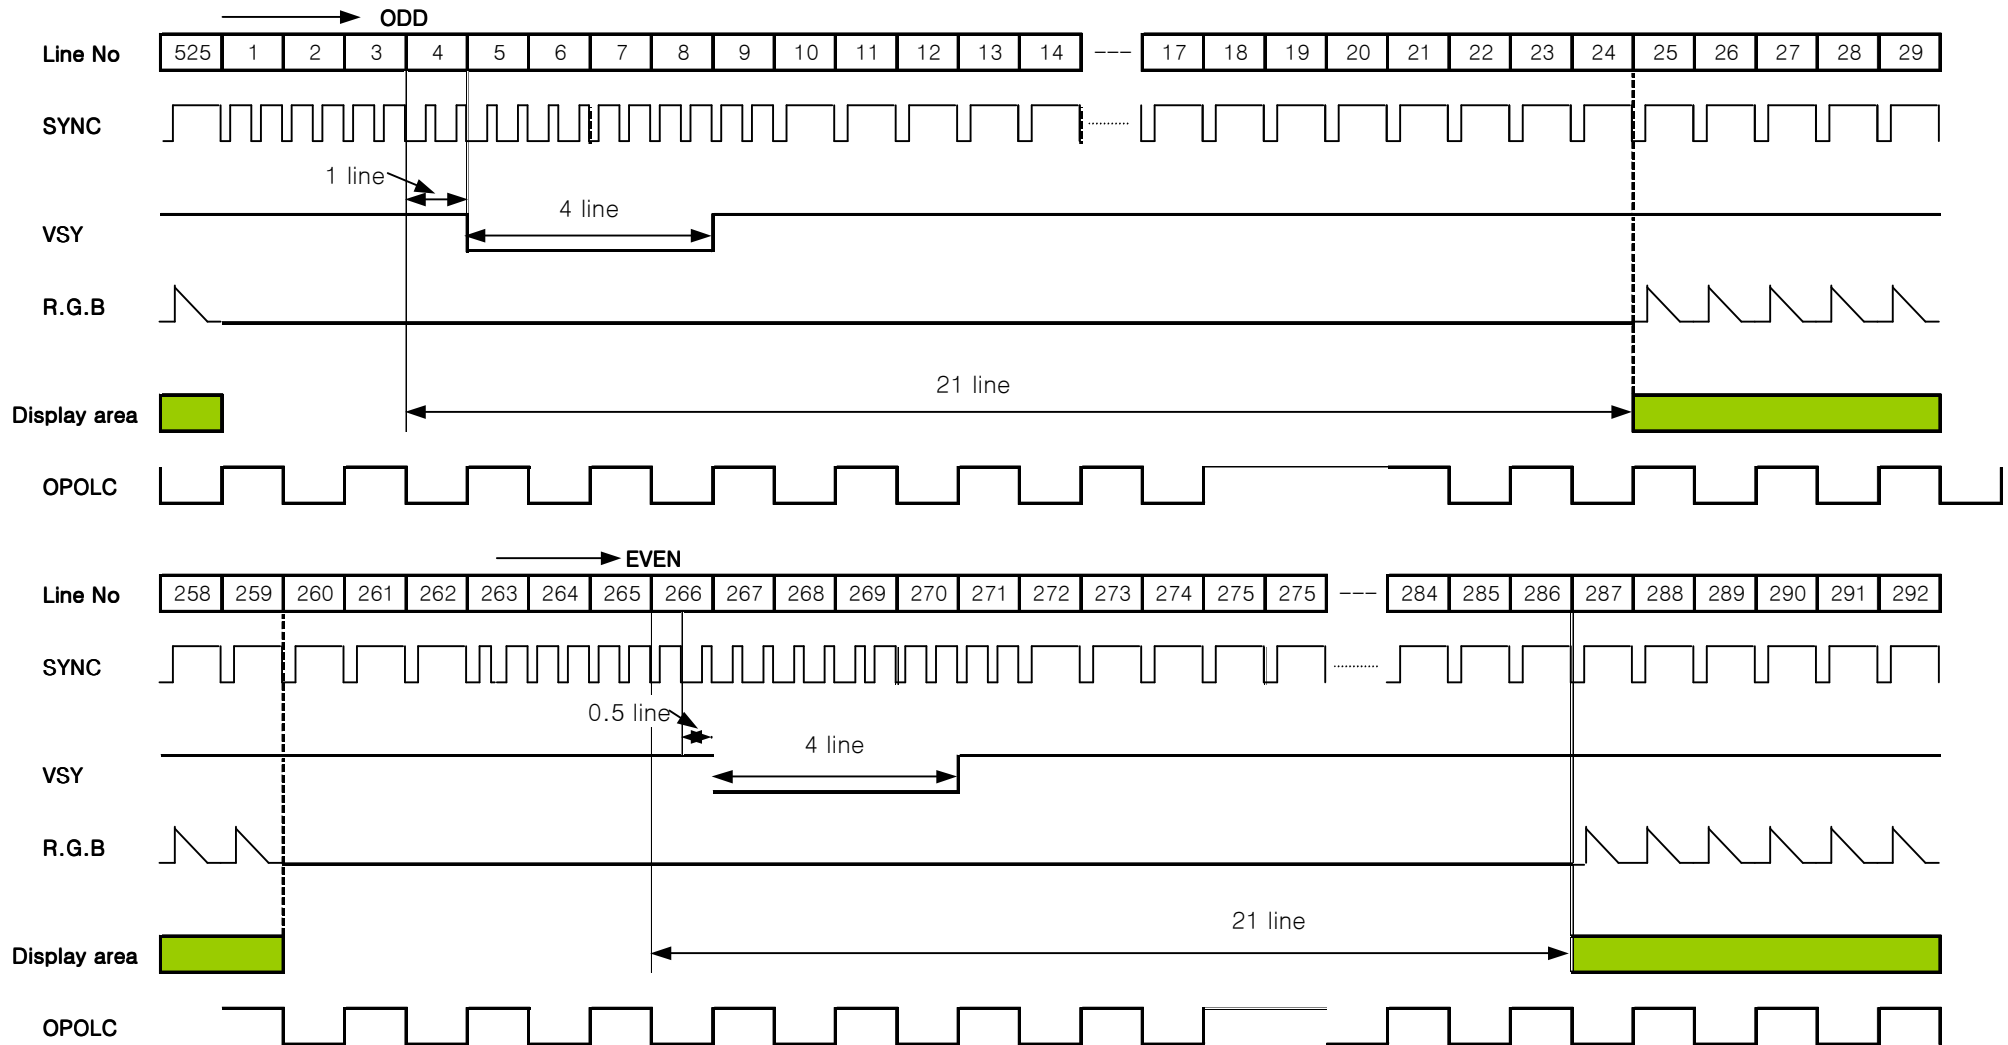 ODD
Line No 525 1 2 3 4 5 6 7 8 9 10 11 12 13 14 --- 17 18 19 20 21 22 23 24 25 26 27 28 29
SYNC
1 line
4 line
VSY
R.G.B
21 line
Display area
OPOLC
EVEN
Line No 258 259 260 261 262 263 264 265 266 267 268 269 270 271 272 273 274 275 275 --- 284 285 286 287 288 289 290 291 292
SYNC
0.5 line
4 line
VSY
R.G.B
21 line
Display area
OPOLC